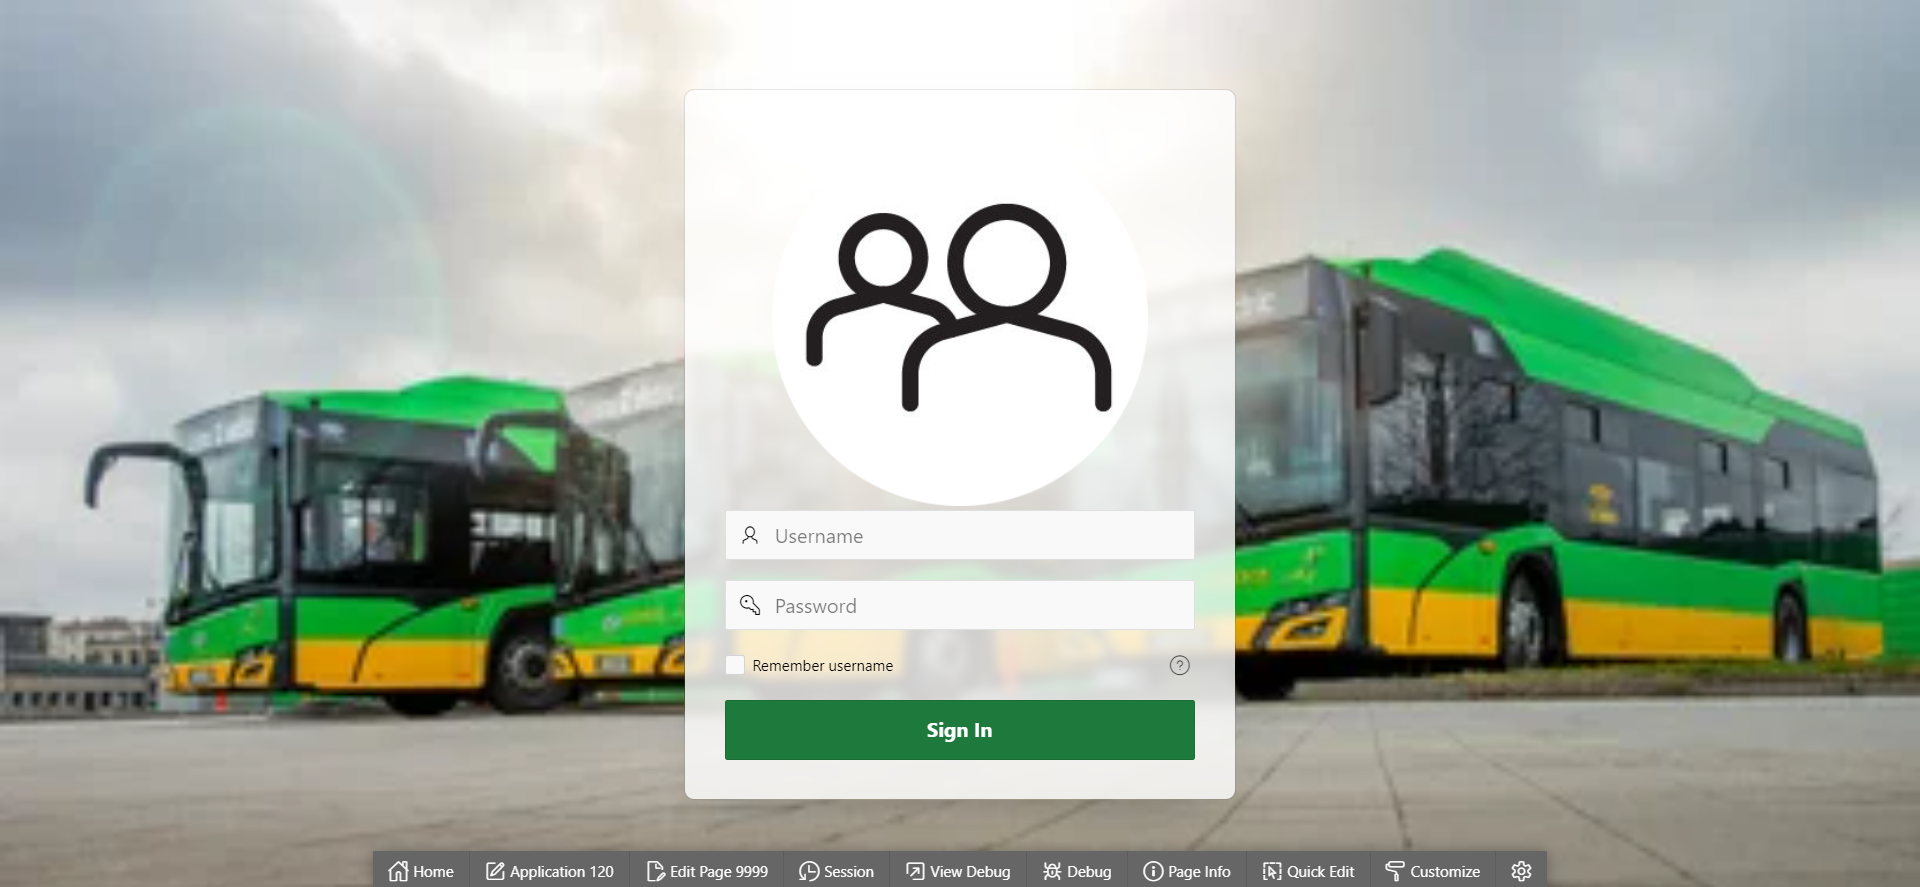 Username
Password
Remember username
?
Sign In
Home Application 120 Edit Page 9999 Session View Debug Debug Page Info Quick Edit Customize